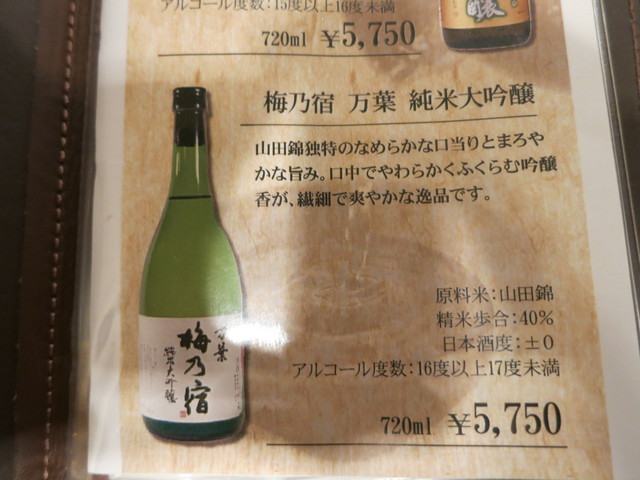 アルコール度数：15度以上16度未満
720ml ￥5,750
梅乃宿 万葉 純米大吟醸
山田錦独特のなめらかな口当りとまろや
かな旨み。口中でやわらかくふくらむ吟醸
香が、繊細で爽やかな逸品です。
原料米：山田錦
精米歩合：40%
日本酒度：±0
アルコール度数：16度以上17度未満
720ml ￥5,750
万葉
梅乃宿
純米大吟醸